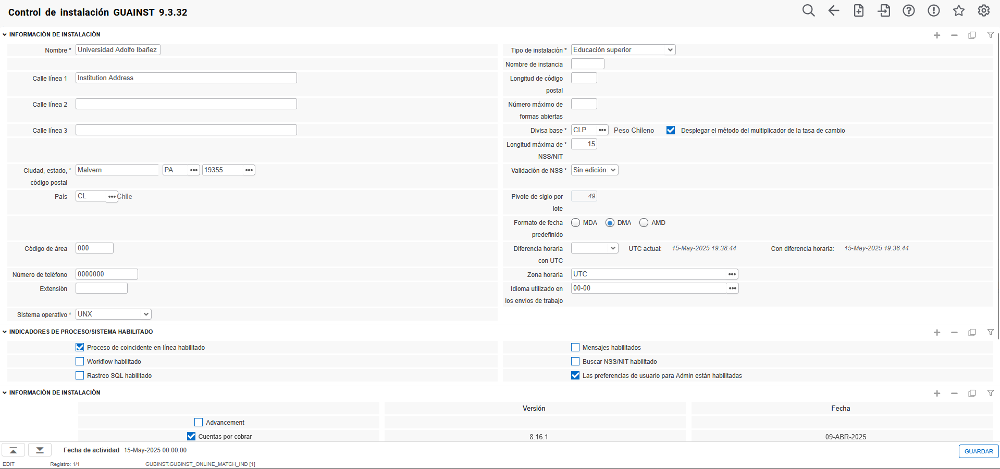 Control de instalación GUAINST 9.3.32
INFORMACIÓN DE INSTALACIÓN
Nombre * Universidad Adolfo Ibañez
Tipo de instalación * Educación superior
Nombre de instancia
Calle línea 1 Institution Address
Longitud de código
postal
Calle línea 2
Número máximo de
formas abiertas
Calle línea 3
Divisa base * CLP ••• Peso Chileno Desplegar el método del multiplicador de la tasa de cambio
Longitud máxima de * 15
NSS/NIT
Ciudad, estado, * Malvern PA ••• 19355 •••
código postal
Validación de NSS * Sin edición
País CL ••• Chile
Pivote de siglo por 49
lote
Formato de fecha MDA DMA AMD
predefinido
Código de área 000
Diferencia horaria UTC actual: 15-May-2025 19:38:44 Con diferencia horaria: 15-May-2025 19:38:44
con UTC
Número de teléfono 0000000
Zona horaria UTC •••
Extensión
Idioma utilizado en 00-00 •••
los envíos de trabajo
Sistema operativo * UNX
INDICADORES DE PROCESO/SISTEMA HABILITADO
Proceso de coincidente en-línea habilitado
Mensajes habilitados
Workflow habilitado
Buscar NSS/NIT habilitado
Rastreo SQL habilitado
Las preferencias de usuario para Admin están habilitadas
INFORMACIÓN DE INSTALACIÓN
Versión Fecha
Advancement
Cuentas por cobrar 8.16.1 09-ABR-2025
Fecha de actividad 15-May-2025 00:00:00
GUARDAR
EDIT Registro: 1/1 GUBINST.GUBINST_ONLINE_MATCH_IND [1]